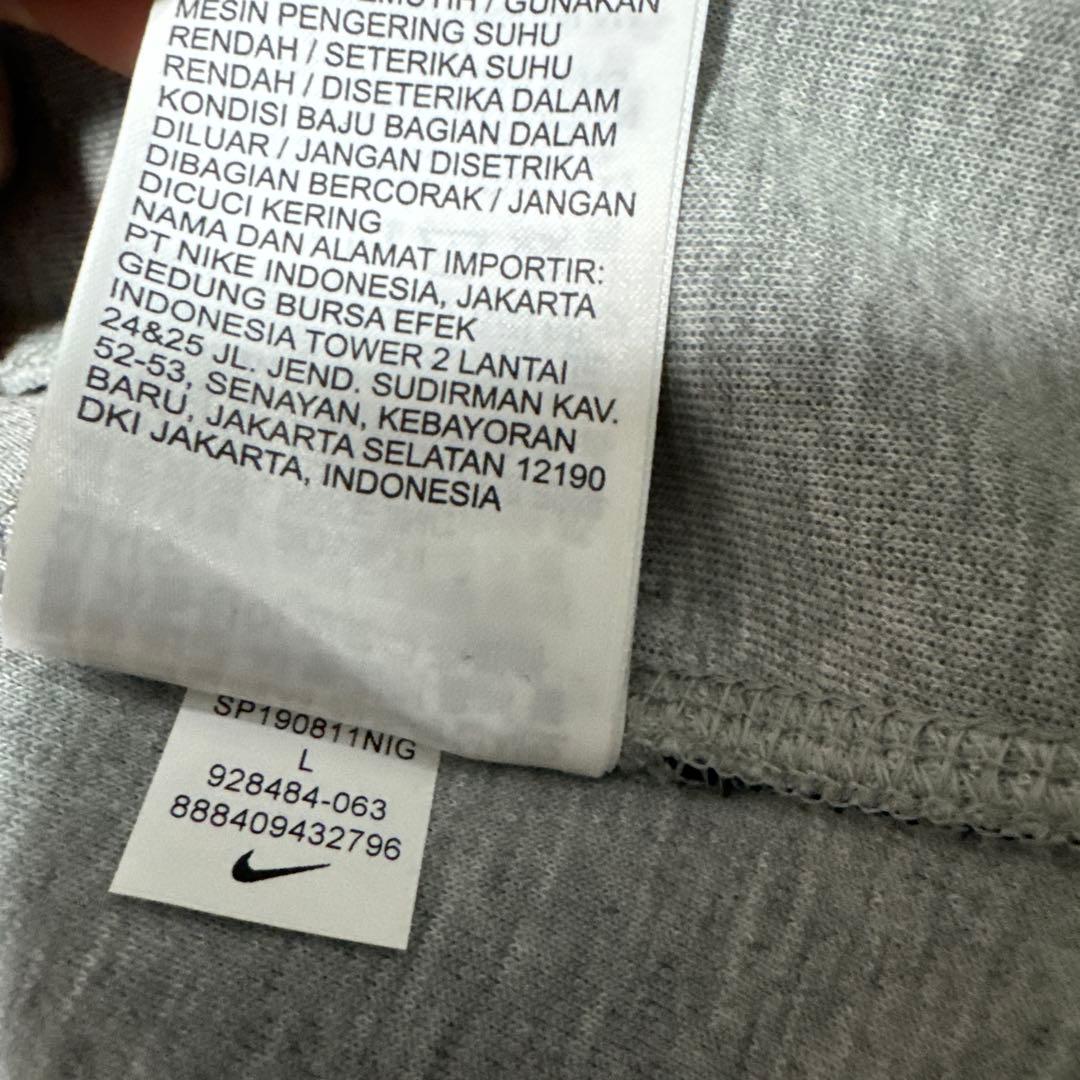 / GUNAKAN
MESIN PENGERING SUHU
RENDAH / SETERIKA SUHU
RENDAH / DISETERIKA DALAM
KONDISI BAJU BAGIAN DALAM
DILUAR / JANGAN DISETRIKA
DIBAGIAN BERCORAK / JANGAN
DICUCI KERING
NAMA DAN ALAMAT IMPORTIR:
PT NIKE INDONESIA, JAKARTA
GEDUNG BURSA EFEK
INDONESIA TOWER 2 LANTAI
24&25 JL. JEND. SUDIRMAN KAV.
52-53, SENAYAN, KEBAYORAN
BARU, JAKARTA SELATAN 12190
DKI JAKARTA, INDONESIA
SP190811NIG
L
928484-063
888409432796